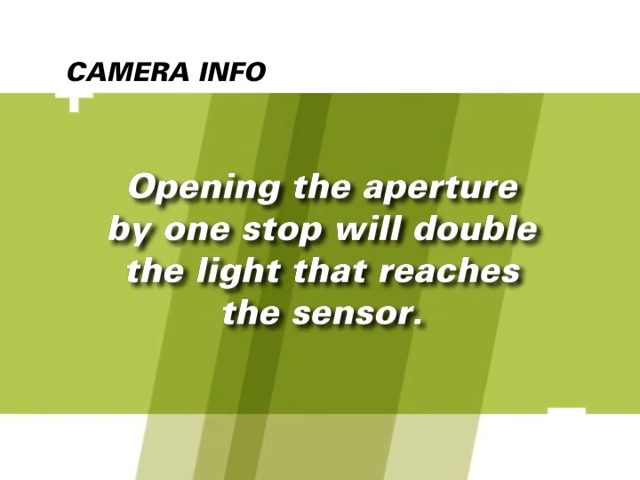 CAMERA INFO
Opening the aperture
by one stop will double
the light that reaches
the sensor.